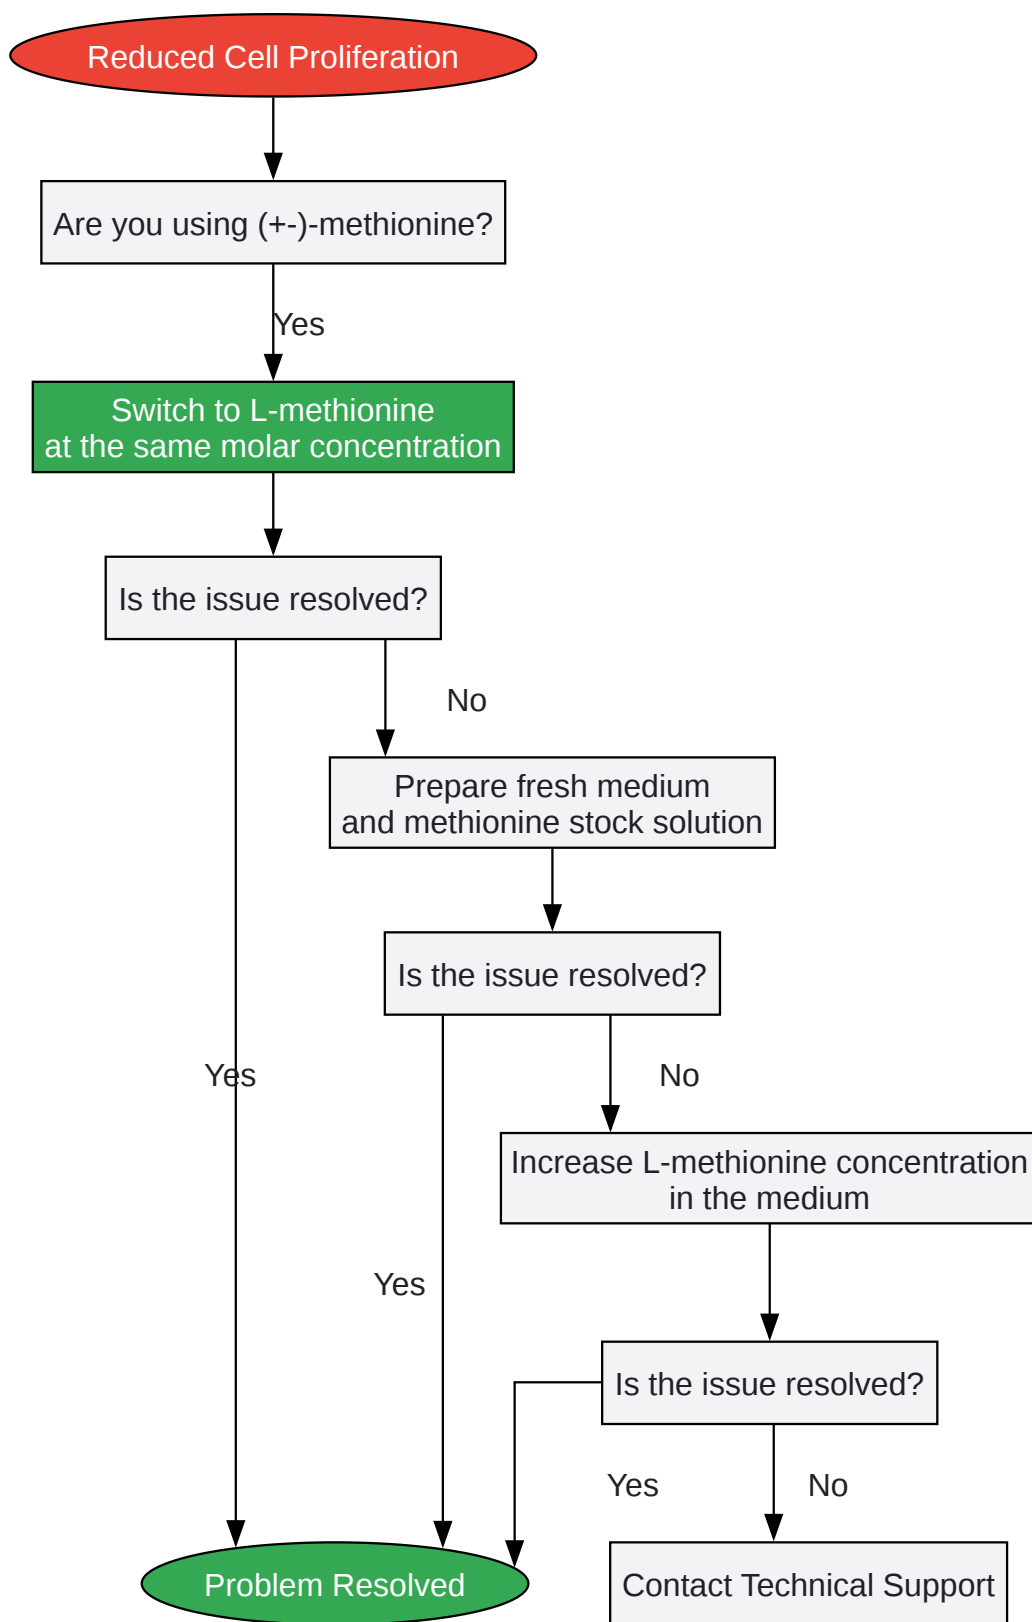 Reduced Cell Proliferation
Are you using (+-)-methionine?
Yes
Switch to L-methionine
at the same molar concentration
Is the issue resolved?
No
Prepare fresh medium
and methionine stock solution
Is the issue resolved?
Yes
No
Increase L-methionine concentration
in the medium
Yes
Is the issue resolved?
Yes
No
Problem Resolved
Contact Technical Support